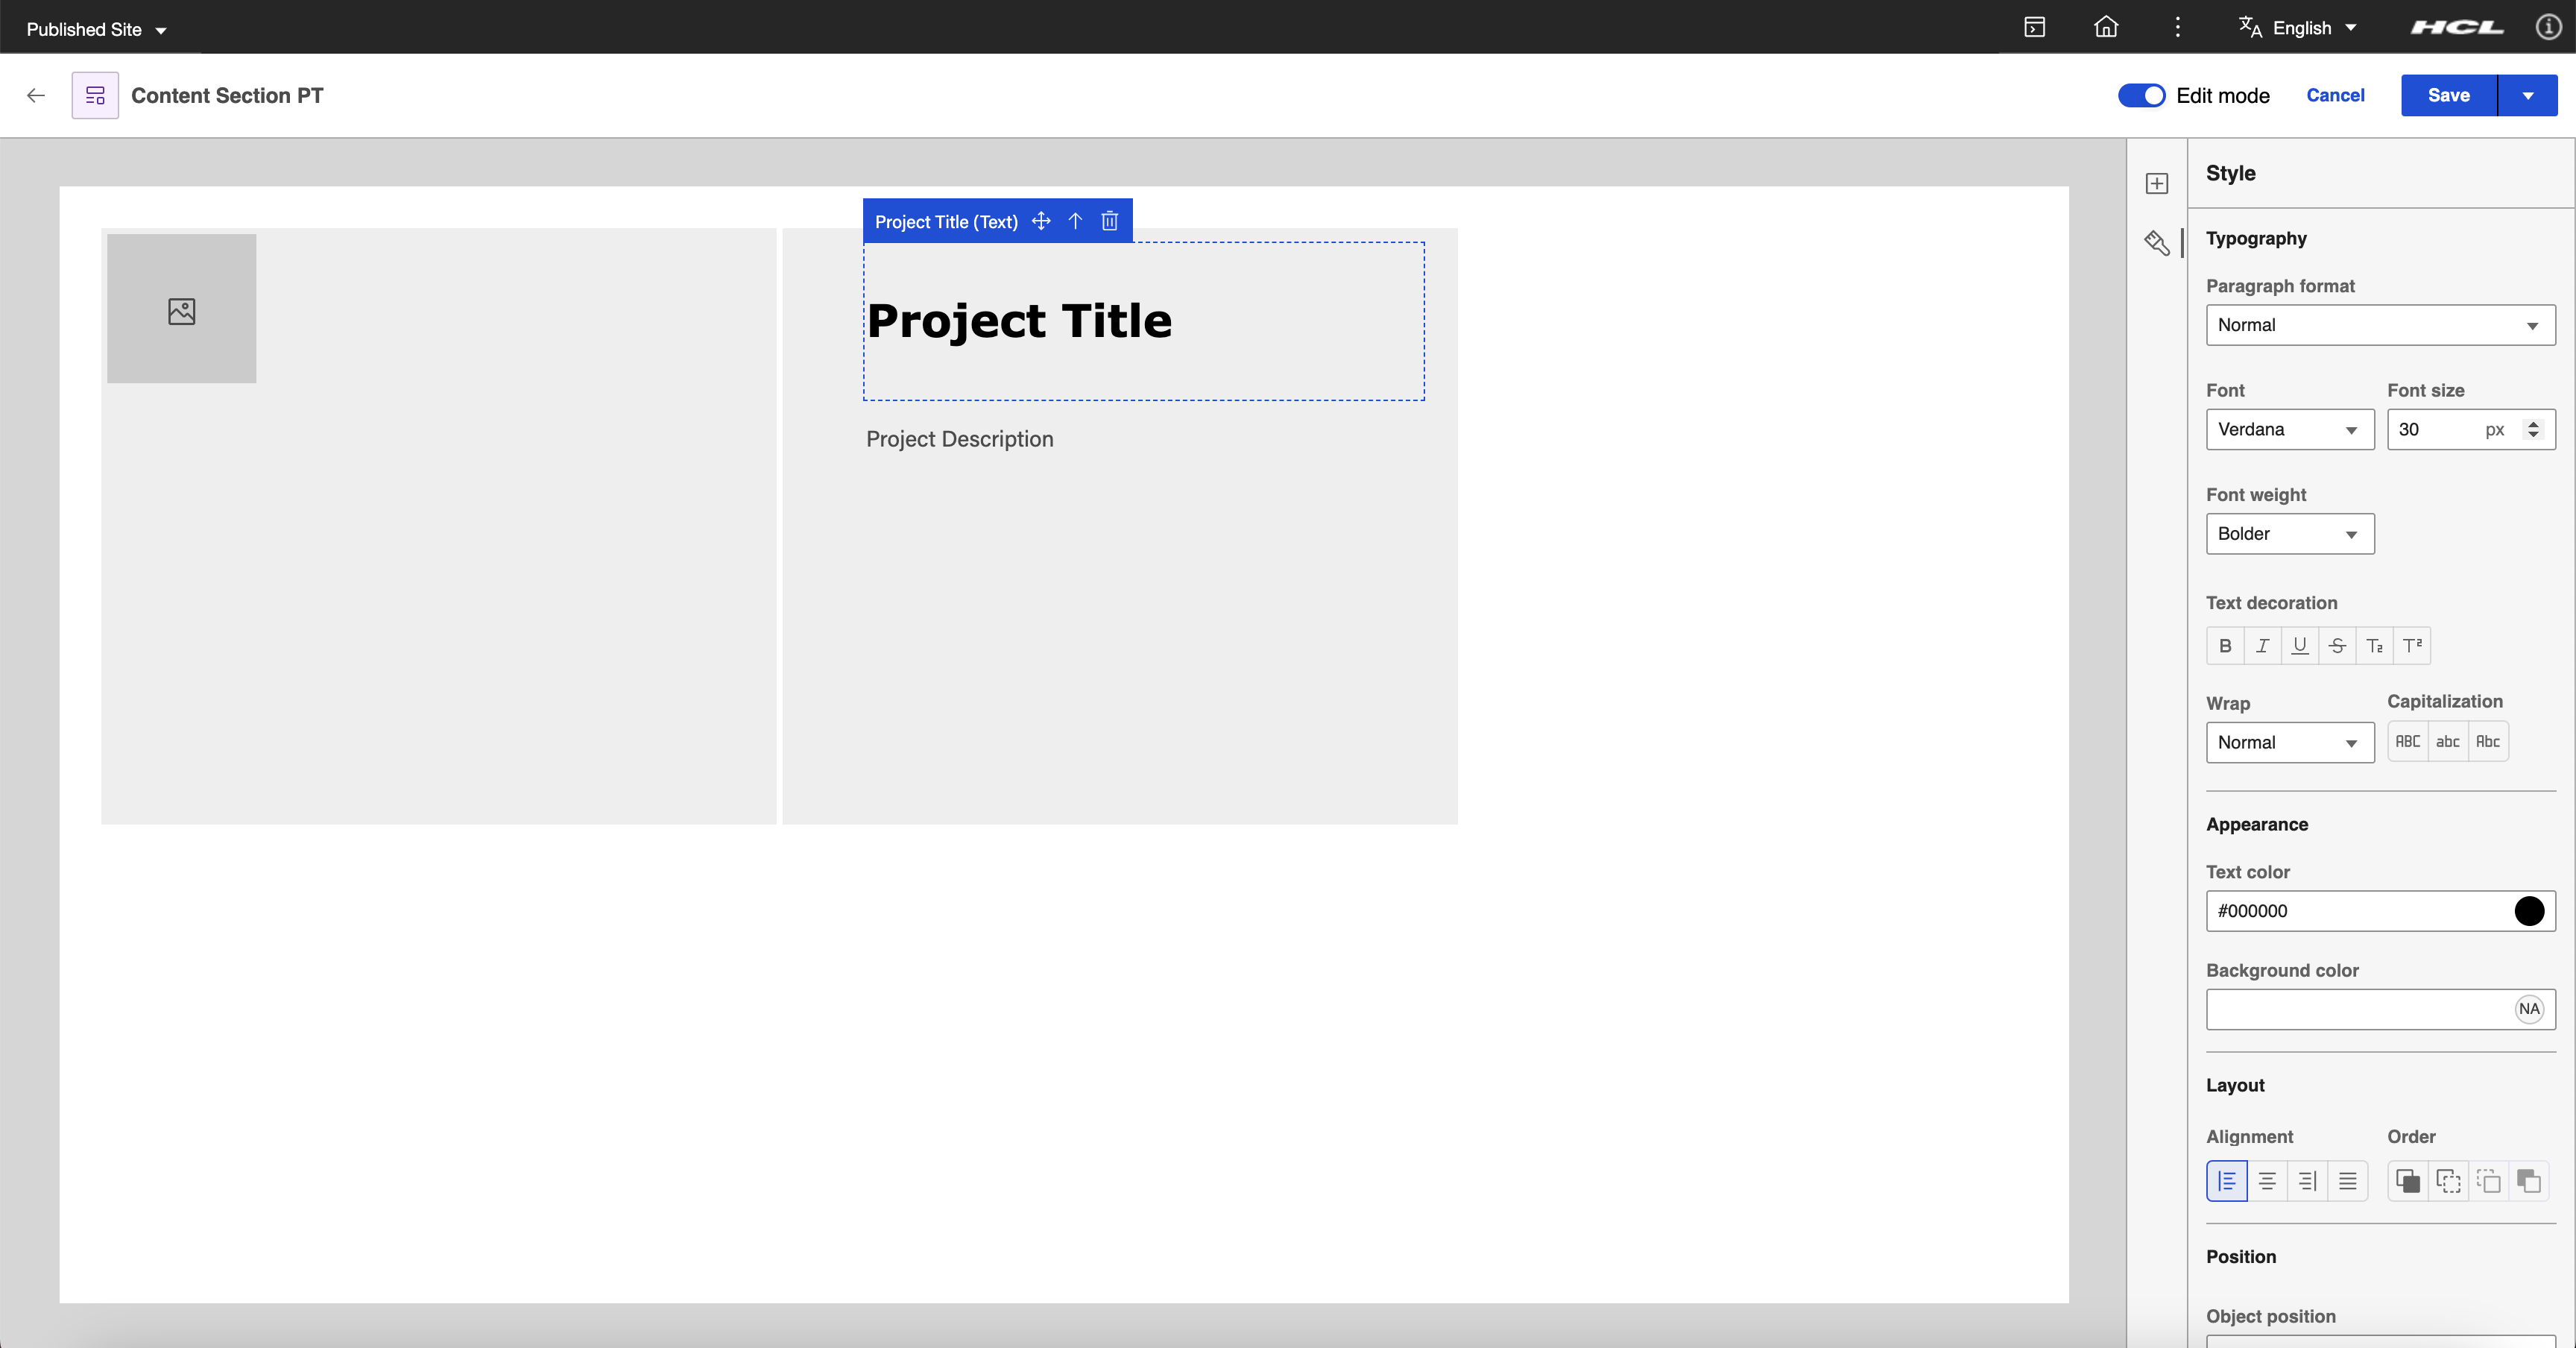 Published Site
English
HCL
Content Section PT
Edit mode
Cancel
Save
Project Title (Text)
Project Title
Project Description
Style
Typography
Paragraph format
Normal
Font
Font size
Verdana
30 px
Font weight
Bolder
Text decoration
B I U S T₂ T²
Wrap
Capitalization
Normal
ABC abc Abc
Appearance
Text color
#000000
Background color
NA
Layout
Alignment
Order
Position
Object position